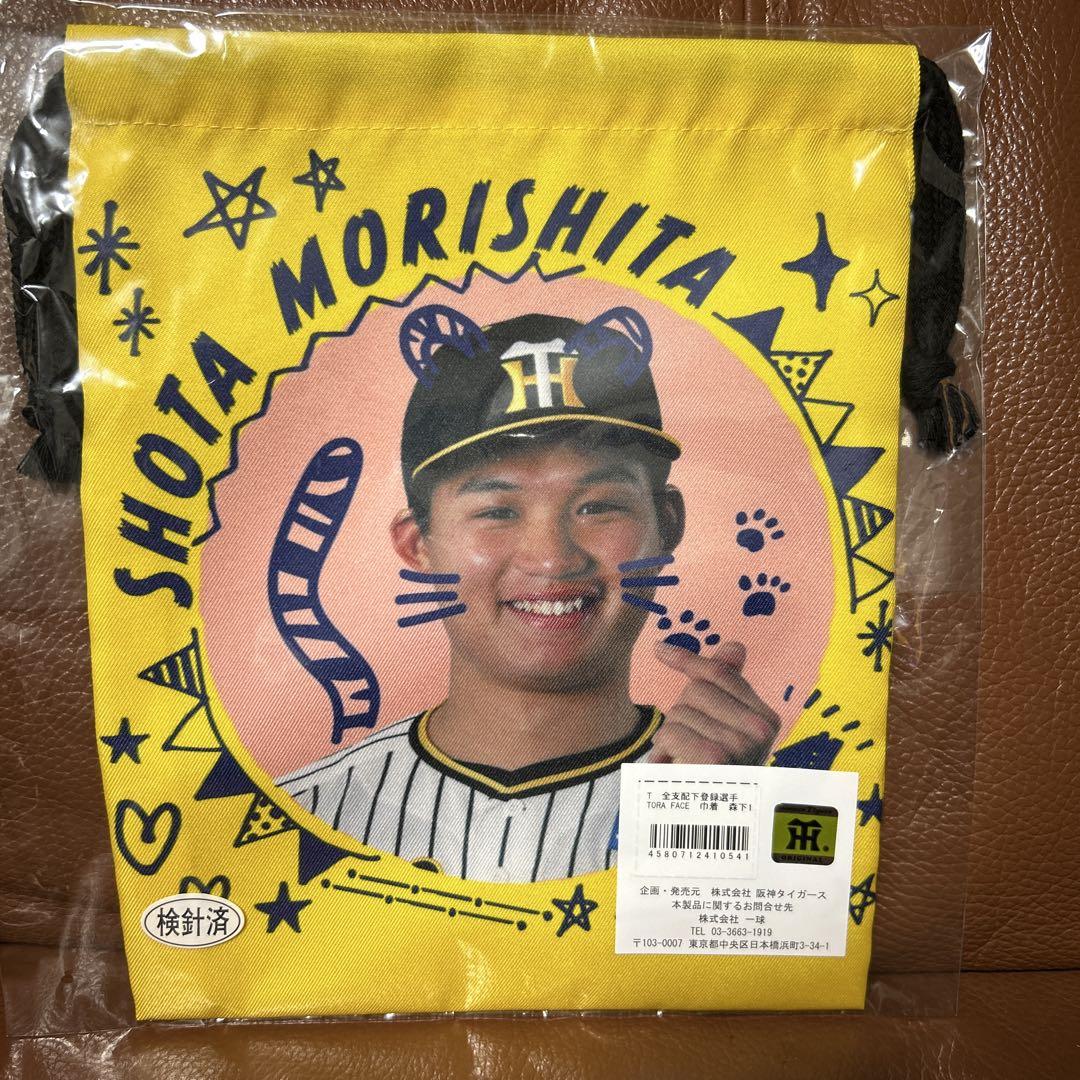 SHOTA MORISHITA
TH
検針済
T 全支配下登録選手
TORA FACE 巾着 森下1
4580712410541
TH
ORIGINAL
企画・発売元 株式会社 阪神タイガース
本製品に関するお問合せ先
株式会社 一球
TEL 03-3663-1919
〒103-0007 東京都中央区日本橋浜町3-34-1